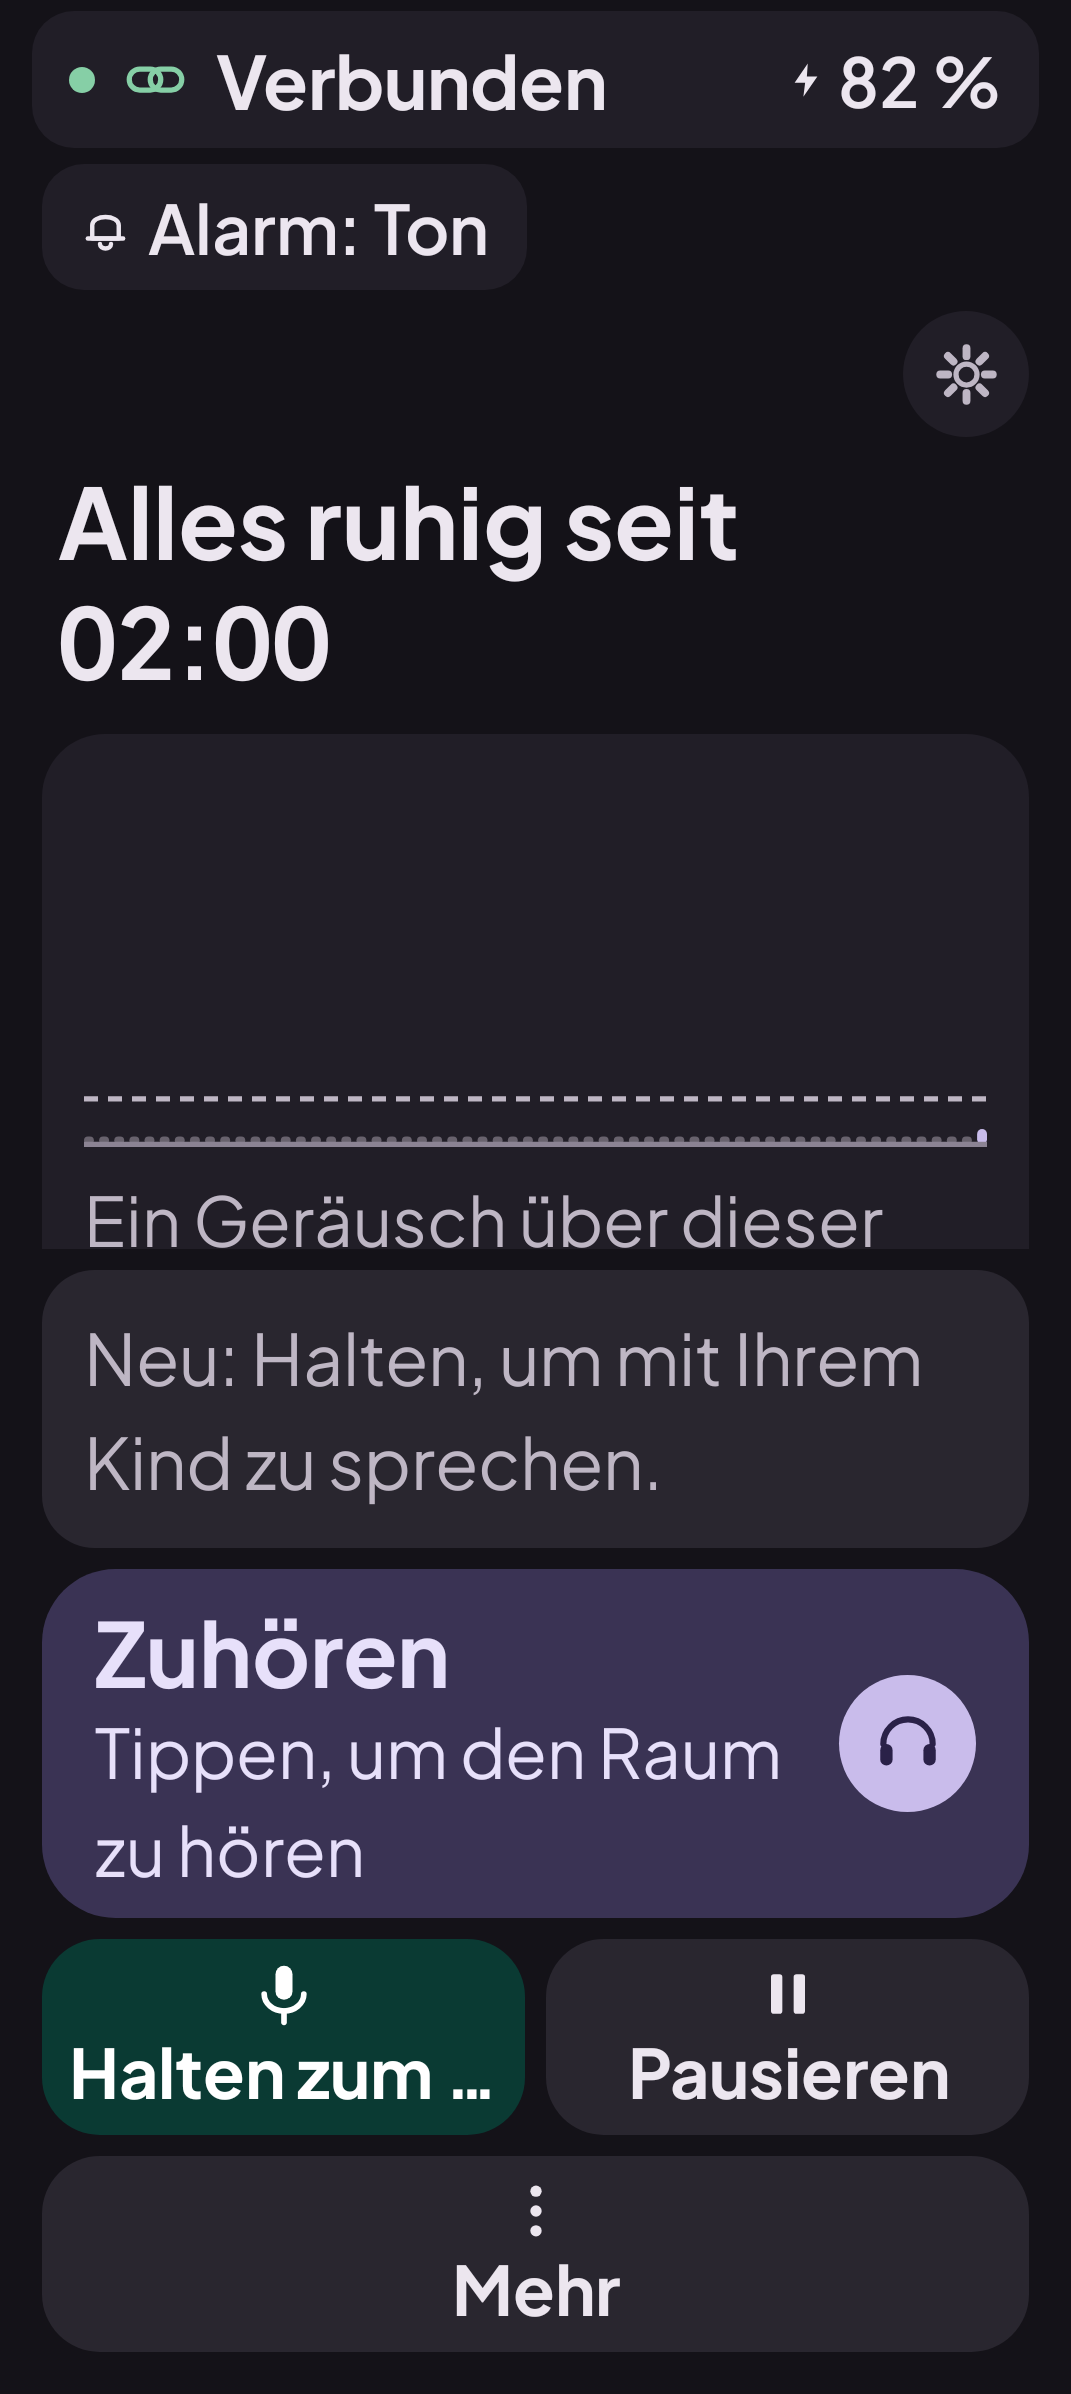 Verbunden
82 %
Alarm: Ton
Alles ruhig seit
02:00
Ein Geräusch über dieser
Neu: Halten, um mit Ihrem
Kind zu sprechen.
Zuhören
Tippen, um den Raum
zu hören
Halten zum ...
Pausieren
Mehr